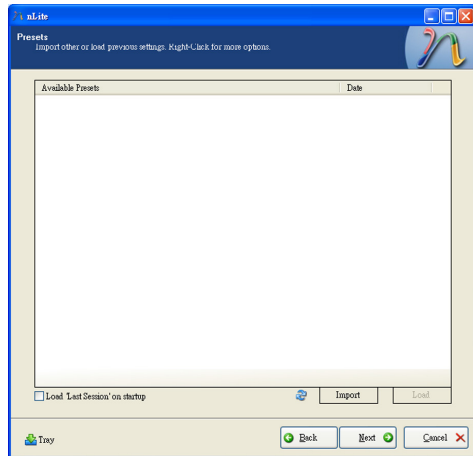 nLite
Presets
Import other or load previous settings. Right-Click for more options.
Available Presets Date
Load 'Last Session' on startup
Import Load
Tray
Back Next Cancel